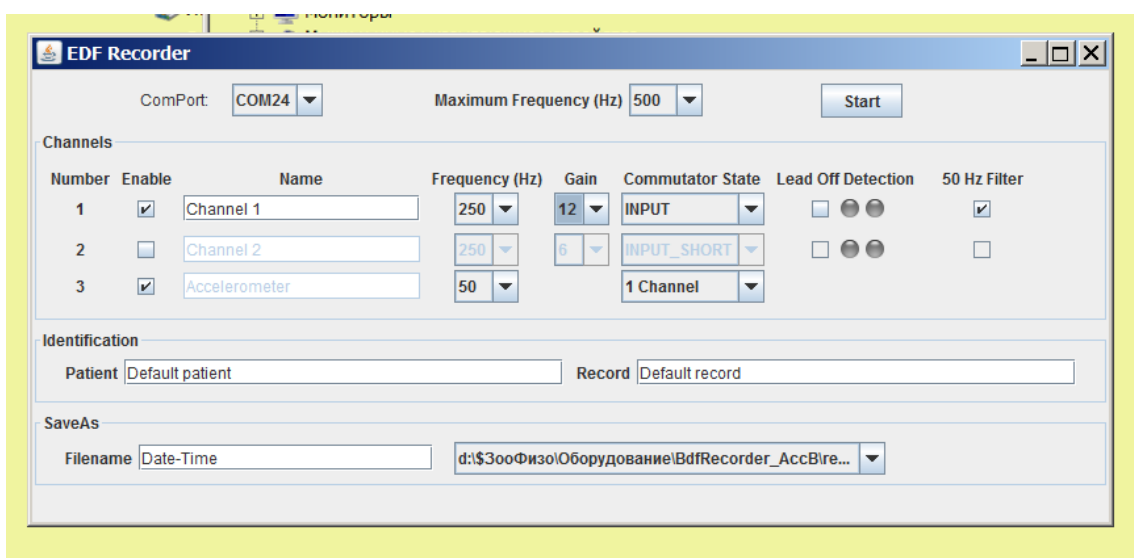 Мониторы
EDF Recorder
ComPort: COM24 Maximum Frequency (Hz) 500 Start
Channels
Number Enable Name Frequency (Hz) Gain Commutator State Lead Off Detection 50 Hz Filter
1 Channel 1 250 12 INPUT
2 Channel 2 250 6 INPUT_SHORT
3 Accelerometer 50 1 Channel
Identification
Patient Default patient Record Default record
SaveAs
Filename Date-Time d:\$ЗооФизо\Оборудование\BdfRecorder_AccB\re...